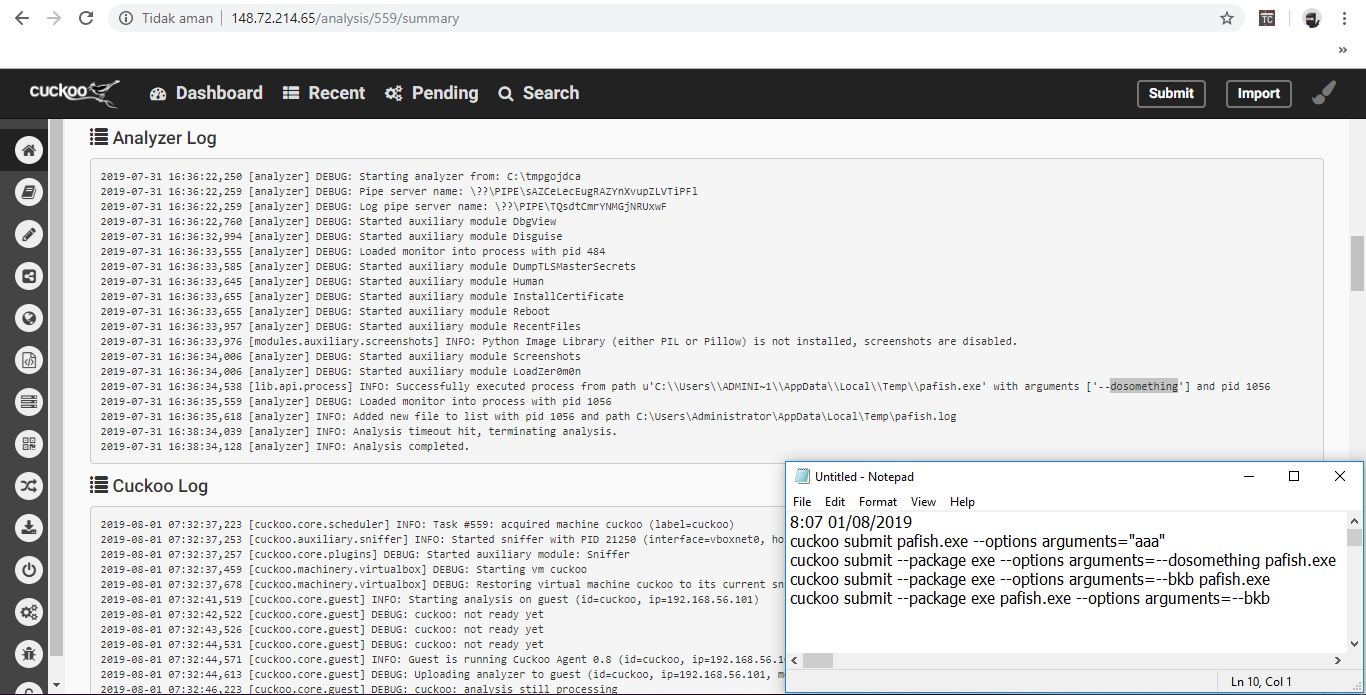 Tidak aman 148.72.214.65/analysis/559/summary TC
»
cuckoo Dashboard Recent Pending Search Submit Import
Analyzer Log
2019-07-31 16:36:22,250 [analyzer] DEBUG: Starting analyzer from: C:\tmpgojdca
2019-07-31 16:36:22,259 [analyzer] DEBUG: Pipe server name: \??\PIPE\sAZCeLecEugRAZYnXvupZLVTiPFl
2019-07-31 16:36:22,259 [analyzer] DEBUG: Log pipe server name: \??\PIPE\TQsdtCmrYNMGjNRUxwF
2019-07-31 16:36:22,760 [analyzer] DEBUG: Started auxiliary module DbgView
2019-07-31 16:36:32,994 [analyzer] DEBUG: Started auxiliary module Disguise
2019-07-31 16:36:33,555 [analyzer] DEBUG: Loaded monitor into process with pid 484
2019-07-31 16:36:33,585 [analyzer] DEBUG: Started auxiliary module DumpTLSMasterSecrets
2019-07-31 16:36:33,645 [analyzer] DEBUG: Started auxiliary module Human
2019-07-31 16:36:33,655 [analyzer] DEBUG: Started auxiliary module InstallCertificate
2019-07-31 16:36:33,655 [analyzer] DEBUG: Started auxiliary module Reboot
2019-07-31 16:36:33,957 [analyzer] DEBUG: Started auxiliary module RecentFiles
2019-07-31 16:36:33,976 [modules.auxiliary.screenshots] INFO: Python Image Library (either PIL or Pillow) is not installed, screenshots are disabled.
2019-07-31 16:36:34,006 [analyzer] DEBUG: Started auxiliary module Screenshots
2019-07-31 16:36:34,006 [analyzer] DEBUG: Started auxiliary module LoadZer0m0n
2019-07-31 16:36:34,538 [lib.api.process] INFO: Successfully executed process from path u'C:\\Users\\ADMINI~1\\AppData\\Local\\Temp\\pafish.exe' with arguments ['--dosomething'] and pid 1056
2019-07-31 16:36:35,559 [analyzer] DEBUG: Loaded monitor into process with pid 1056
2019-07-31 16:36:35,618 [analyzer] INFO: Added new file to list with pid 1056 and path C:\Users\Administrator\AppData\Local\Temp\pafish.log
2019-07-31 16:38:34,039 [analyzer] INFO: Analysis timeout hit, terminating analysis.
2019-07-31 16:38:34,128 [analyzer] INFO: Analysis completed.
Cuckoo Log
2019-08-01 07:32:37,223 [cuckoo.core.scheduler] INFO: Task #559: acquired machine cuckoo (label=cuckoo)
2019-08-01 07:32:37,253 [cuckoo.auxiliary.sniffer] INFO: Started sniffer with PID 21250 (interface=vboxnet0, ho
2019-08-01 07:32:37,257 [cuckoo.core.plugins] DEBUG: Started auxiliary module: Sniffer
2019-08-01 07:32:37,459 [cuckoo.machinery.virtualbox] DEBUG: Starting vm cuckoo
2019-08-01 07:32:37,678 [cuckoo.machinery.virtualbox] DEBUG: Restoring virtual machine cuckoo to its current sn
2019-08-01 07:32:41,519 [cuckoo.core.guest] INFO: Starting analysis on guest (id=cuckoo, ip=192.168.56.101)
2019-08-01 07:32:42,522 [cuckoo.core.guest] DEBUG: cuckoo: not ready yet
2019-08-01 07:32:43,526 [cuckoo.core.guest] DEBUG: cuckoo: not ready yet
2019-08-01 07:32:44,531 [cuckoo.core.guest] DEBUG: cuckoo: not ready yet
2019-08-01 07:32:44,571 [cuckoo.core.guest] INFO: Guest is running Cuckoo Agent 0.8 (id=cuckoo, ip=192.168.56.10
2019-08-01 07:32:44,613 [cuckoo.core.guest] DEBUG: Uploading analyzer to guest (id=cuckoo, ip=192.168.56.101, m
2019-08-01 07:32:46,223 [cuckoo.core.guest] DEBUG: cuckoo: analysis still processing
Untitled - Notepad
File Edit Format View Help
8:07 01/08/2019
cuckoo submit pafish.exe --options arguments="aaa"
cuckoo submit --package exe --options arguments=--dosomething pafish.exe
cuckoo submit --package exe --options arguments=--bkb pafish.exe
cuckoo submit --package exe pafish.exe --options arguments=--bkb
Ln 10, Col 1